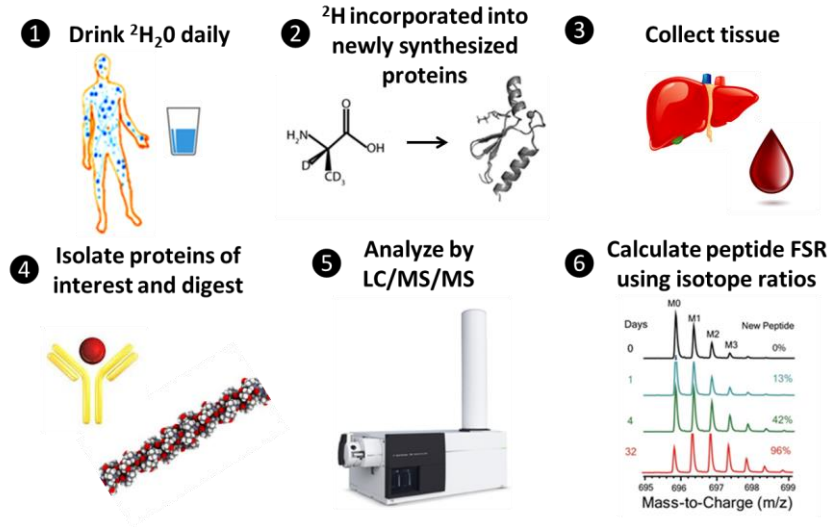 1 Drink ²H₂0 daily
2 ²H incorporated into
newly synthesized
proteins
H₂N
O
OH
D
CD₃
3 Collect tissue
4 Isolate proteins of
interest and digest
5 Analyze by
LC/MS/MS
6 Calculate peptide FSR
using isotope ratios
M0
Days M1 New Peptide
M2
M3
0 0%
1 13%
4 42%
32 96%
695 696 697 698 699
Mass-to-Charge (m/z)